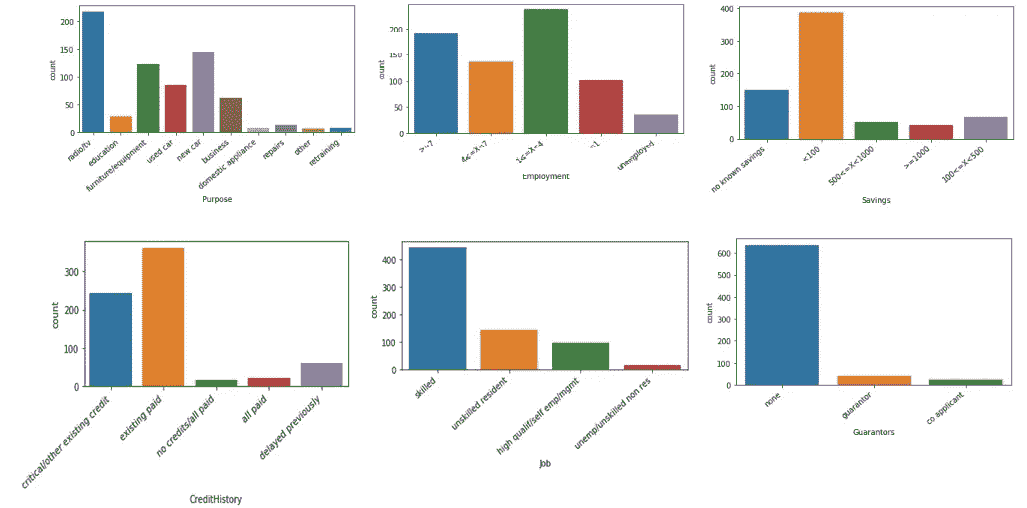 200
150
100
50
0
count
radio/tv
education
furniture/equipment
used car
new car
business
domestic appliance
repairs
other
retraining
Purpose
200
150
100
50
0
count
unemployed
Employment
400
300
200
100
0
count
no known savings
<100
500<=X<1000
>=1000
100<=X<500
Savings
300
200
100
0
count
critical/other existing credit
existing paid
no credits/all paid
all paid
delayed previously
CreditHistory
400
300
200
100
0
count
skilled
unskilled resident
high qualif/self emp/mgmt
unemp/unskilled non res
Job
600
500
400
300
200
100
0
count
none
guarantor
co applicant
Guarantors